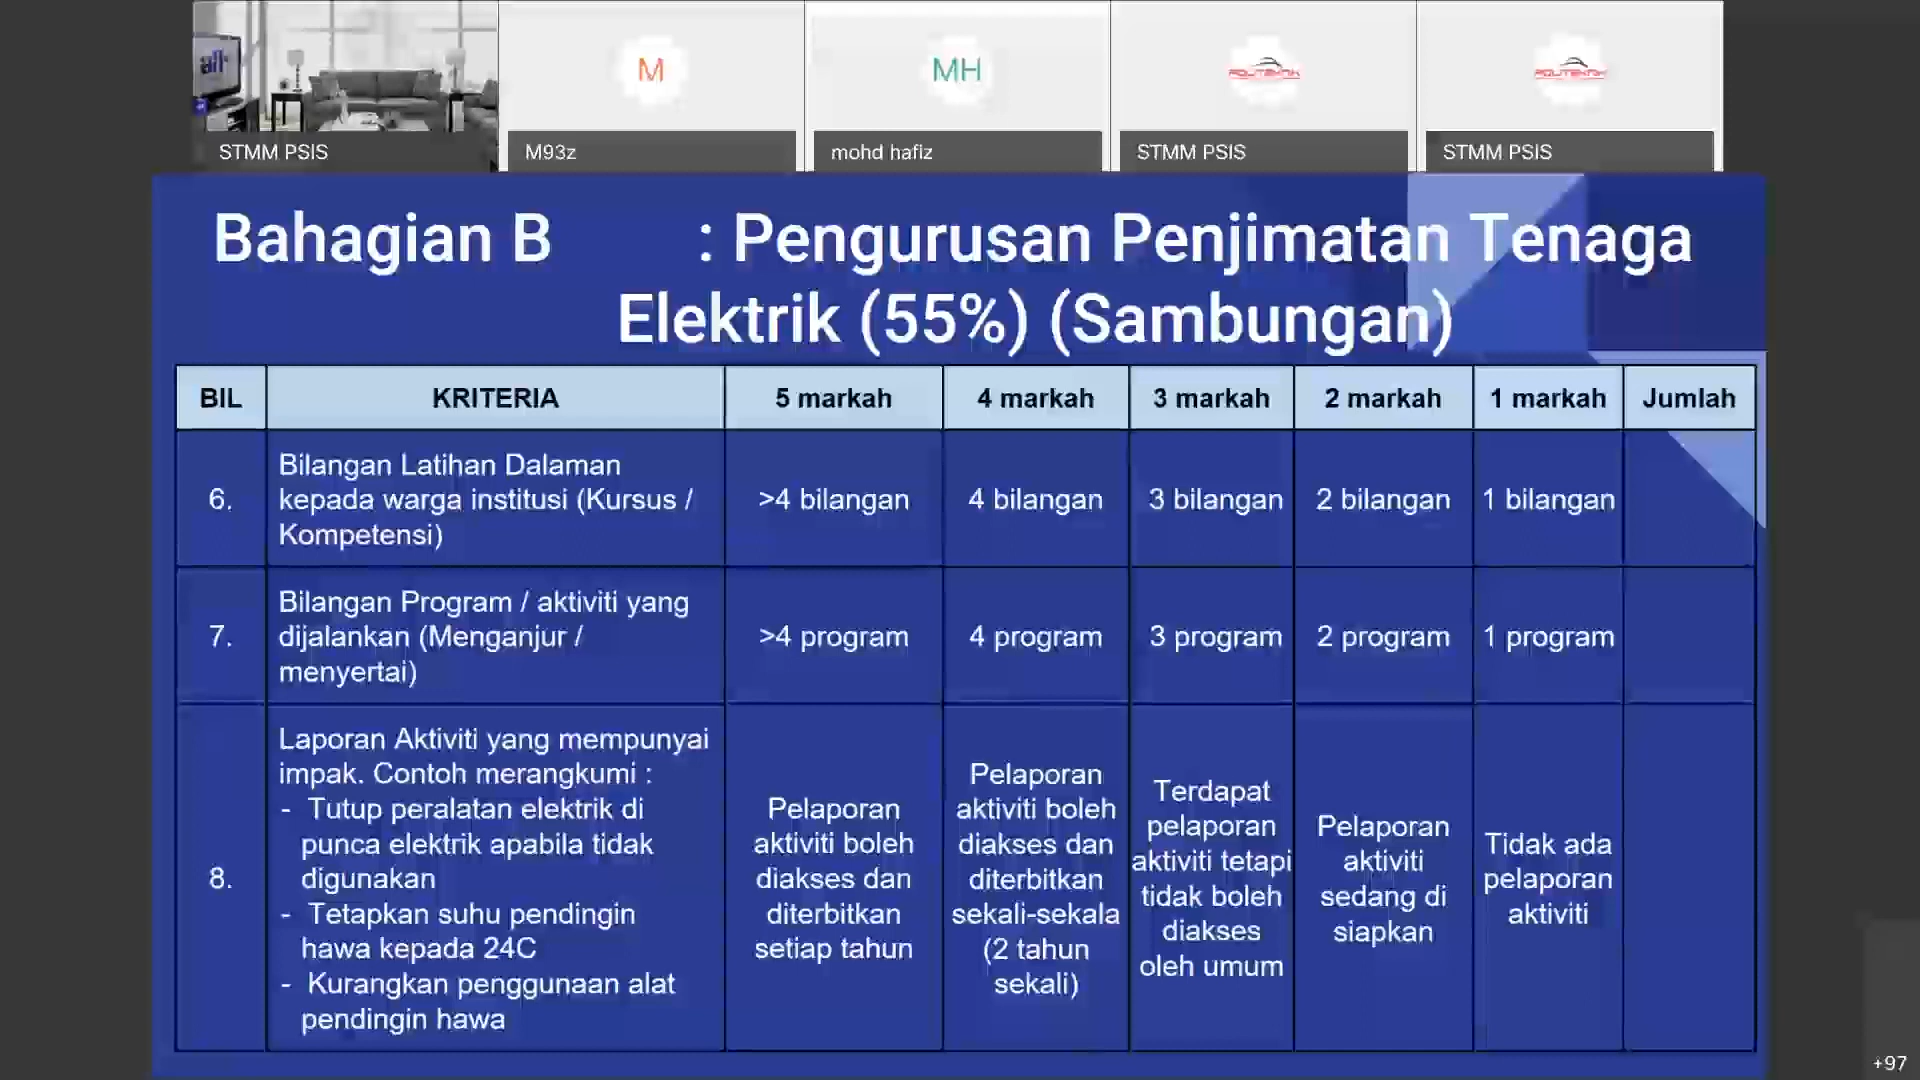 STMM PSIS
M
M93z
MH
mohd hafiz
POLITEKNIK
STMM PSIS
POLITEKNIK
STMM PSIS
Bahagian B : Pengurusan Penjimatan Tenaga
Elektrik (55%) (Sambungan)
BIL KRITERIA 5 markah 4 markah 3 markah 2 markah 1 markah Jumlah
6.
Bilangan Latihan Dalaman
kepada warga institusi (Kursus /
Kompetensi)
>4 bilangan
4 bilangan
3 bilangan
2 bilangan
1 bilangan
7.
Bilangan Program / aktiviti yang
dijalankan (Menganjur /
menyertai)
>4 program
4 program
3 program
2 program
1 program
8.
Laporan Aktiviti yang mempunyai
impak. Contoh merangkumi :
- Tutup peralatan elektrik di
punca elektrik apabila tidak
digunakan
- Tetapkan suhu pendingin
hawa kepada 24C
- Kurangkan penggunaan alat
pendingin hawa
Pelaporan
aktiviti boleh
diakses dan
diterbitkan
setiap tahun
Pelaporan
aktiviti boleh
diakses dan
diterbitkan
sekali-sekala
(2 tahun
sekali)
Terdapat
pelaporan
aktiviti tetapi
tidak boleh
diakses
oleh umum
Pelaporan
aktiviti
sedang di
siapkan
Tidak ada
pelaporan
aktiviti
+97